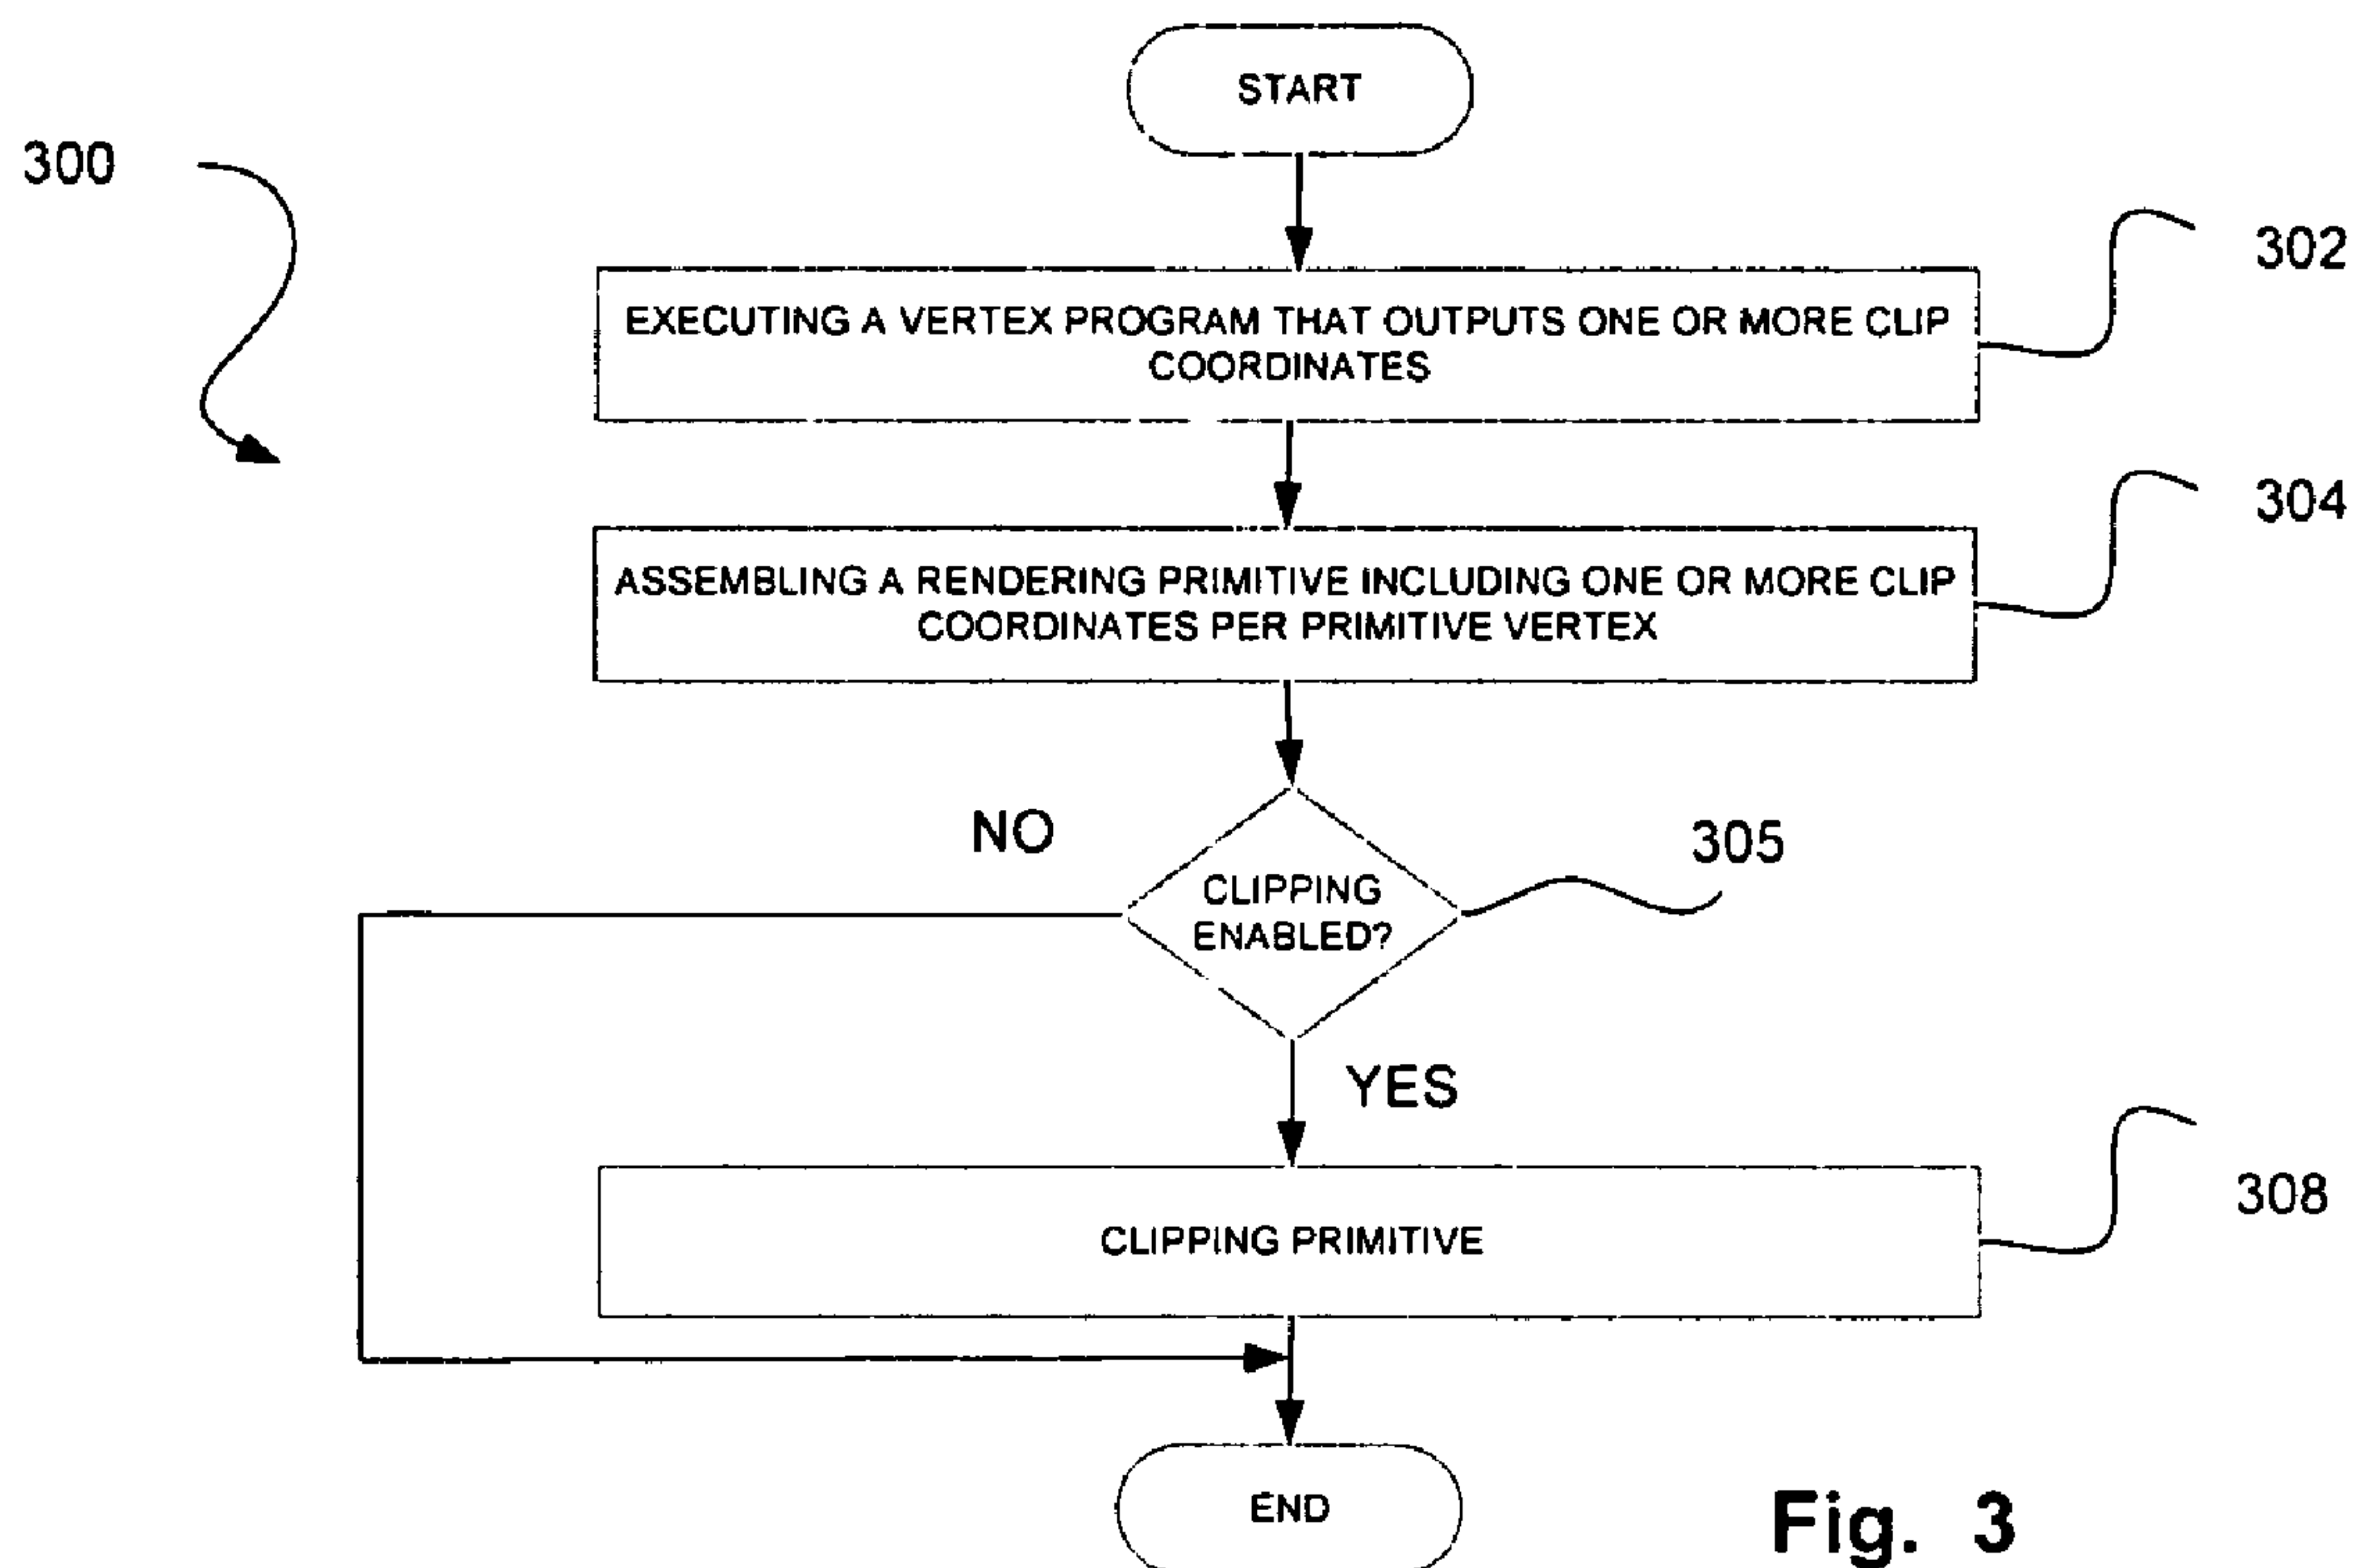 START
300
302
EXECUTING A VERTEX PROGRAM THAT OUTPUTS ONE OR MORE CLIP
COORDINATES
304
ASSEMBLING A RENDERING PRIMITIVE INCLUDING ONE OR MORE CLIP
COORDINATES PER PRIMITIVE VERTEX
NO
305
CLIPPING
ENABLED?
YES
308
CLIPPING PRIMITIVE
END
Fig. 3